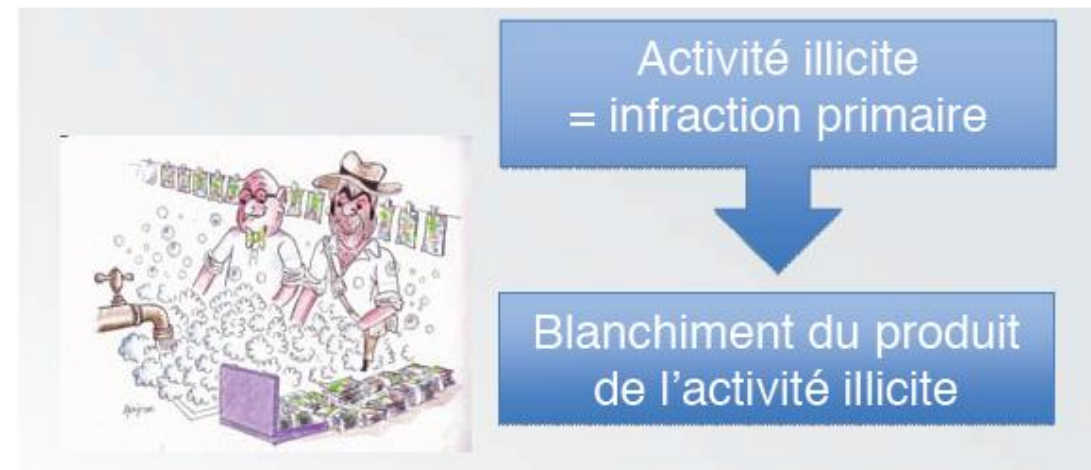 Activité illicite
= infraction primaire
Blanchiment du produit
de l'activité illicite